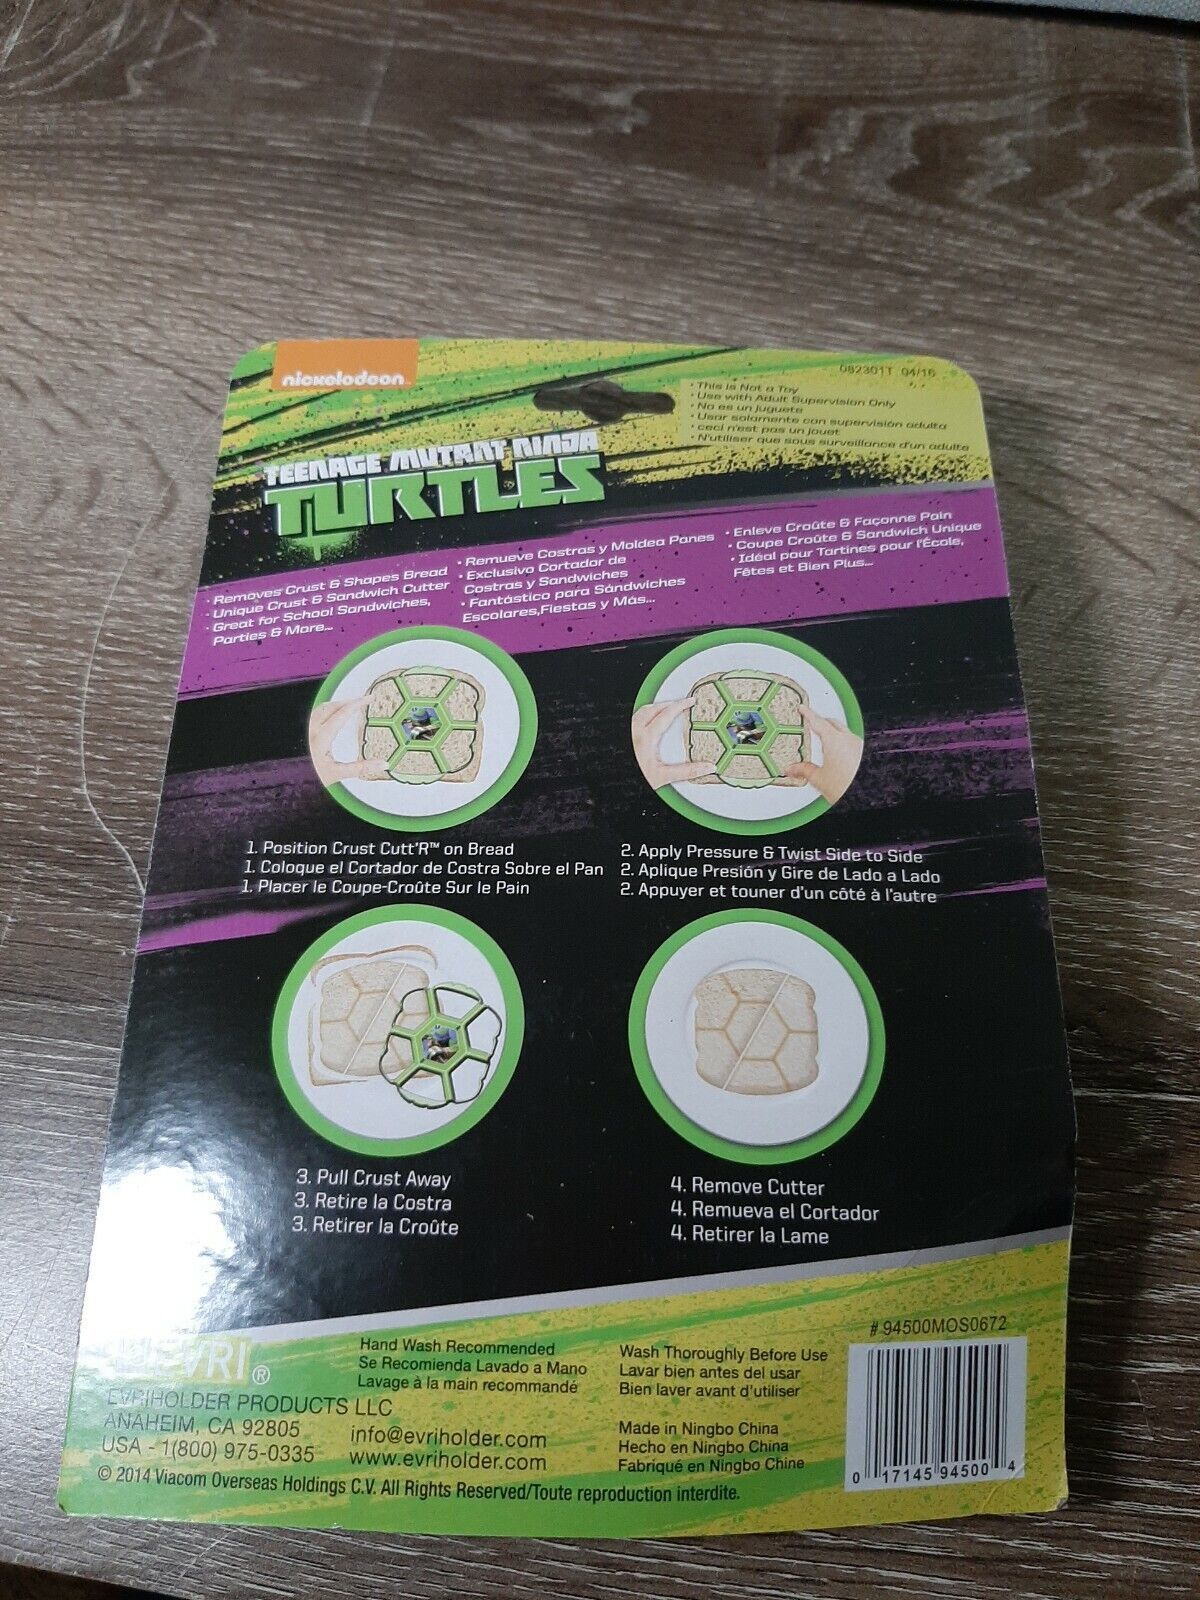 nickelodeon
082301T 04/16
• This is Not a Toy
• Use with Adult Supervision Only
• No es un juguete
• Usar solamente con supervisión adulta
• ceci n'est pas un jouet
• N'utiliser que sous surveillance d'un adulte
TEENAGE MUTANT NINJA
TURTLES
• Removes Crust & Shapes Bread
• Unique Crust & Sandwich Cutter
• Great for School Sandwiches,
Parties & More...
• Remueve Costras y Moldea Panes
• Exclusivo Cortador de
Costras y Sandwiches
• Fantástico para Sándwiches
Escolares,Fiestas y Más...
• Enleve Croûte & Façonne Pain
• Coupe Croûte & Sandwich Unique
• Idéal pour Tartines pour l'École,
Fêtes et Bien Plus...
1. Position Crust Cutt'R™ on Bread
1. Coloque el Cortador de Costra Sobre el Pan
1. Placer le Coupe-Croûte Sur le Pain
2. Apply Pressure & Twist Side to Side
2. Aplique Presión y Gire de Lado a Lado
2. Appuyer et touner d'un côté à l'autre
3. Pull Crust Away
3. Retire la Costra
3. Retirer la Croûte
4. Remove Cutter
4. Remueva el Cortador
4. Retirer la Lame
EVRI®
EVRIHOLDER PRODUCTS LLC
ANAHEIM, CA 92805
USA - 1(800) 975-0335
Hand Wash Recommended
Se Recomienda Lavado a Mano
Lavage à la main recommandé
info@evriholder.com
www.evriholder.com
© 2014 Viacom Overseas Holdings C.V. All Rights Reserved/Toute reproduction interdite.
Wash Thoroughly Before Use
Lavar bien antes del usar
Bien laver avant d'utiliser
Made in Ningbo China
Hecho en Ningbo China
Fabriqué en Ningbo Chine
# 94500MOS0672
0 17145 94500 4